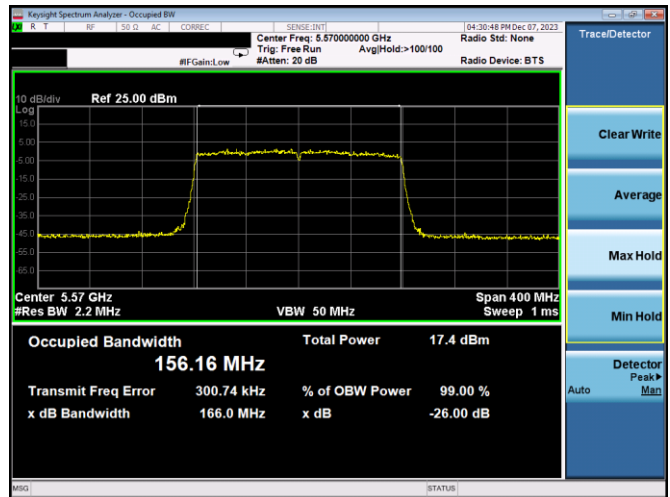 Keysight Spectrum Analyzer - Occupied BW
R T RF 50 Ω AC CORREC SENSE:INT 04:30:48 PM Dec 07, 2023
Center Freq: 5.570000000 GHz Radio Std: None
Trig: Free Run Avg|Hold:>100/100
#IFGain:Low #Atten: 20 dB Radio Device: BTS
Trace/Detector
10 dB/div Ref 25.00 dBm
Log
15.0
5.00
-5.00
-15.0
-25.0
-35.0
-45.0
-55.0
-65.0
Center 5.57 GHz Span 400 MHz
#Res BW 2.2 MHz VBW 50 MHz Sweep 1 ms
Occupied Bandwidth Total Power 17.4 dBm
156.16 MHz
Transmit Freq Error 300.74 kHz % of OBW Power 99.00 %
x dB Bandwidth 166.0 MHz x dB -26.00 dB
Clear Write
Average
Max Hold
Min Hold
Detector
Peak▶
Auto Man
MSG STATUS